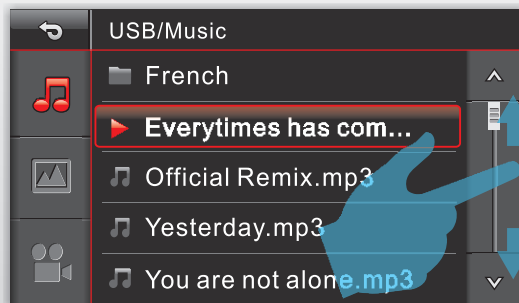 USB/Music
French
Everytimes has com...
Official Remix.mp3
Yesterday.mp3
You are not alone.mp3